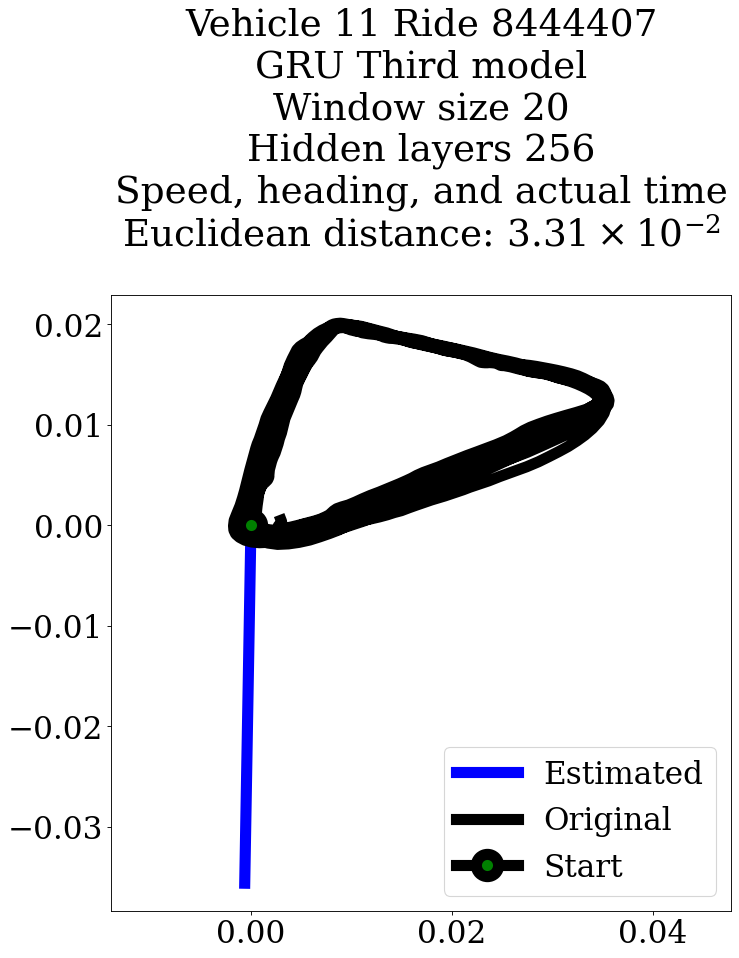 Vehicle 11 Ride 8444407
GRU Third model
Window size 20
Hidden layers 256
Speed, heading, and actual time
Euclidean distance: 3.31 × 10⁻²
0.02
0.01
0.00
−0.01
−0.02
−0.03
Estimated
Original
Start
0.00 0.02 0.04